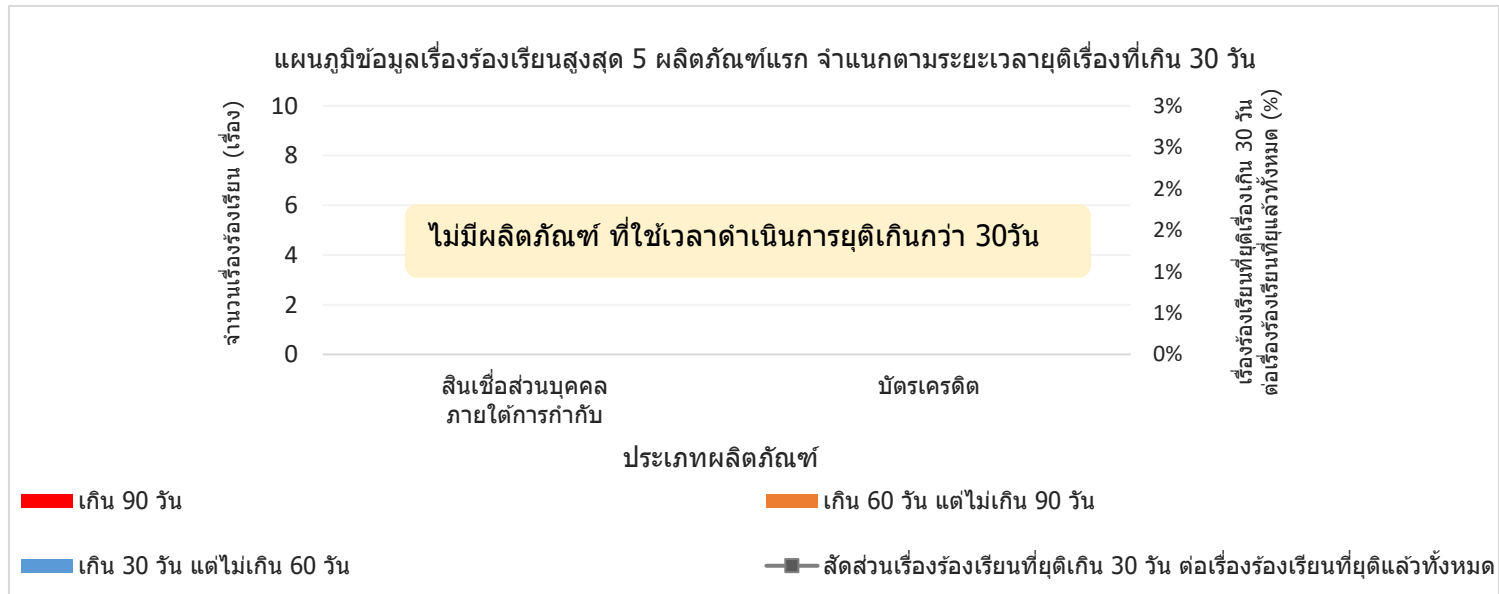 แผนภูมิข้อมูลเรื่องร้องเรียนสูงสุด 5 ผลิตภัณฑ์แรก จำแนกตามระยะเวลายุติเรื่องที่เกิน 30 วัน
จำนวนเรื่องร้องเรียน (เรื่อง)
10
8
6
4
2
0
ไม่มีผลิตภัณฑ์ ที่ใช้เวลาดำเนินการยุติเกินกว่า 30วัน
3%
3%
2%
2%
1%
1%
0%
เรื่องร้องเรียนที่ยุติเรื่องเกิน 30 วัน
ต่อเรื่องร้องเรียนที่ยุแล้วทั้งหมด (%)
สินเชื่อส่วนบุคคล
ภายใต้การกำกับ
บัตรเครดิต
ประเภทผลิตภัณฑ์
เกิน 90 วัน
เกิน 60 วัน แต่ไม่เกิน 90 วัน
เกิน 30 วัน แต่ไม่เกิน 60 วัน
สัดส่วนเรื่องร้องเรียนที่ยุติเกิน 30 วัน ต่อเรื่องร้องเรียนที่ยุติแล้วทั้งหมด